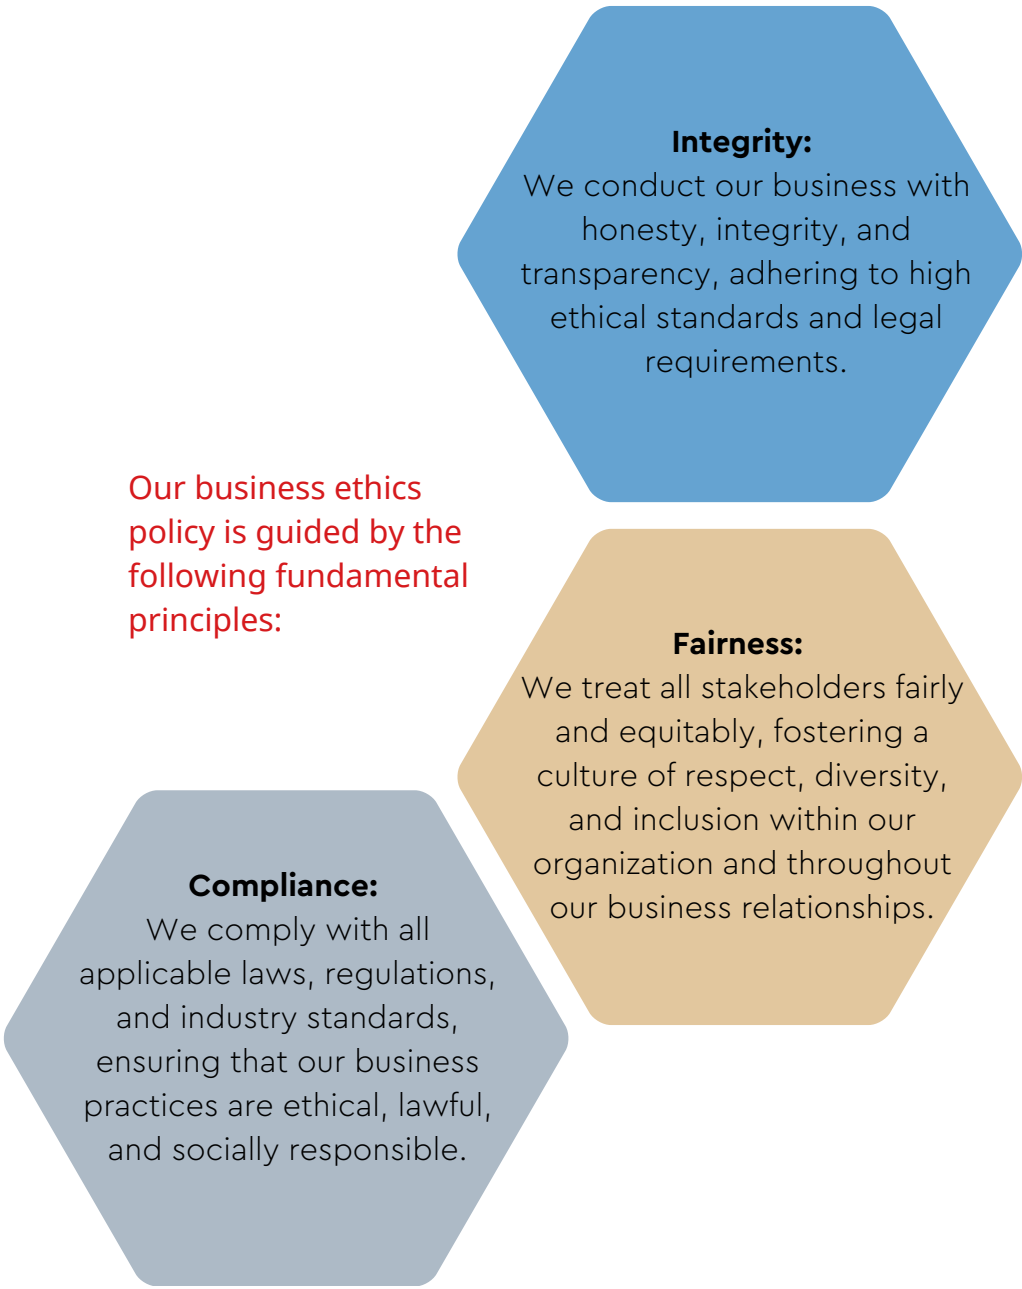 Our business ethics
policy is guided by the
following fundamental
principles:
Integrity:
We conduct our business with
honesty, integrity, and
transparency, adhering to high
ethical standards and legal
requirements.
Fairness:
We treat all stakeholders fairly
and equitably, fostering a
culture of respect, diversity,
and inclusion within our
organization and throughout
our business relationships.
Compliance:
We comply with all
applicable laws, regulations,
and industry standards,
ensuring that our business
practices are ethical, lawful,
and socially responsible.